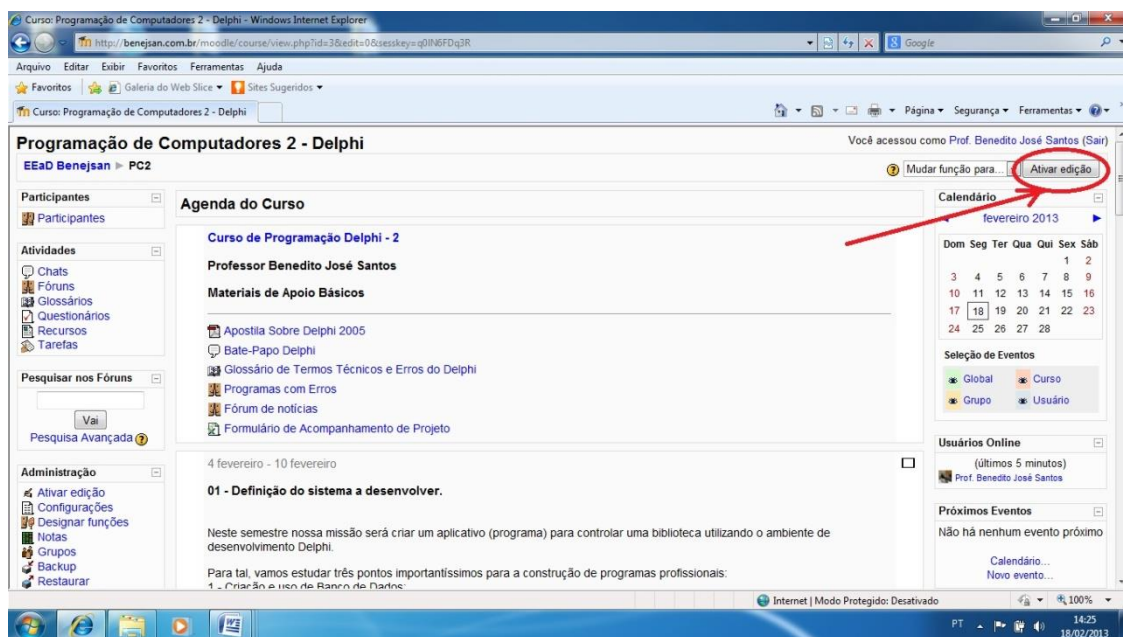 Curso: Programação de Computadores 2 - Delphi - Windows Internet Explorer
http://benejsan.com.br/moodle/course/view.php?id=3&edit=0&sesskey=q0IN6FDq3R
Google
Arquivo Editar Exibir Favoritos Ferramentas Ajuda
Favoritos Galeria do Web Slice Sites Sugeridos
Curso: Programação de Computadores 2 - Delphi
Página Segurança Ferramentas
Programação de Computadores 2 - Delphi
Você acessou como Prof. Benedito José Santos (Sair)
EEaD Benejsan ► PC2
Mudar função para... Ativar edição
Participantes
Participantes
Atividades
Chats
Fóruns
Glossários
Questionários
Recursos
Tarefas
Pesquisar nos Fóruns
Vai
Pesquisa Avançada
Administração
Ativar edição
Configurações
Designar funções
Notas
Grupos
Backup
Restaurar
Agenda do Curso
Curso de Programação Delphi - 2
Professor Benedito José Santos
Materiais de Apoio Básicos
Apostila Sobre Delphi 2005
Bate-Papo Delphi
Glossário de Termos Técnicos e Erros do Delphi
Programas com Erros
Fórum de notícias
Formulário de Acompanhamento de Projeto
4 fevereiro - 10 fevereiro
01 - Definição do sistema a desenvolver.
Neste semestre nossa missão será criar um aplicativo (programa) para controlar uma biblioteca utilizando o ambiente de
desenvolvimento Delphi.
Para tal, vamos estudar três pontos importantíssimos para a construção de programas profissionais:
1 - Criação e uso de Banco de Dados;
Calendário
fevereiro 2013
Dom Seg Ter Qua Qui Sex Sáb
1 2
3 4 5 6 7 8 9
10 11 12 13 14 15 16
17 18 19 20 21 22 23
24 25 26 27 28
Seleção de Eventos
Global Curso
Grupo Usuário
Usuários Online
(últimos 5 minutos)
Prof. Benedito José Santos
Próximos Eventos
Não há nenhum evento próximo
Calendário...
Novo evento...
Internet | Modo Protegido: Desativado
100%
PT
14:25
18/02/2013